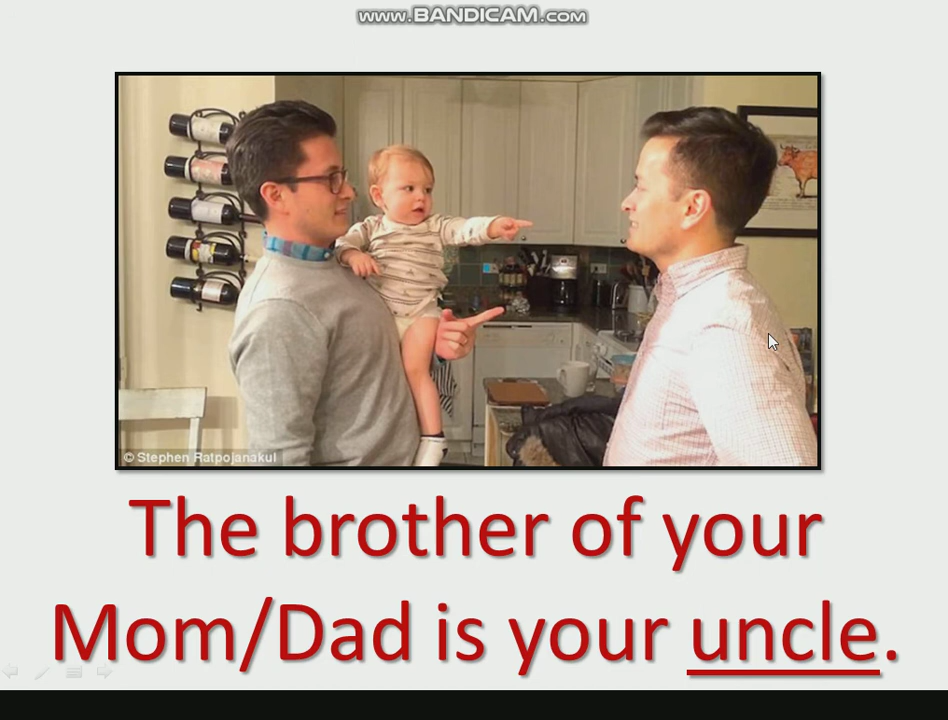 www.BANDICAM.com
© Stephen Ratpojanakul
The brother of your
Mom/Dad is your uncle.